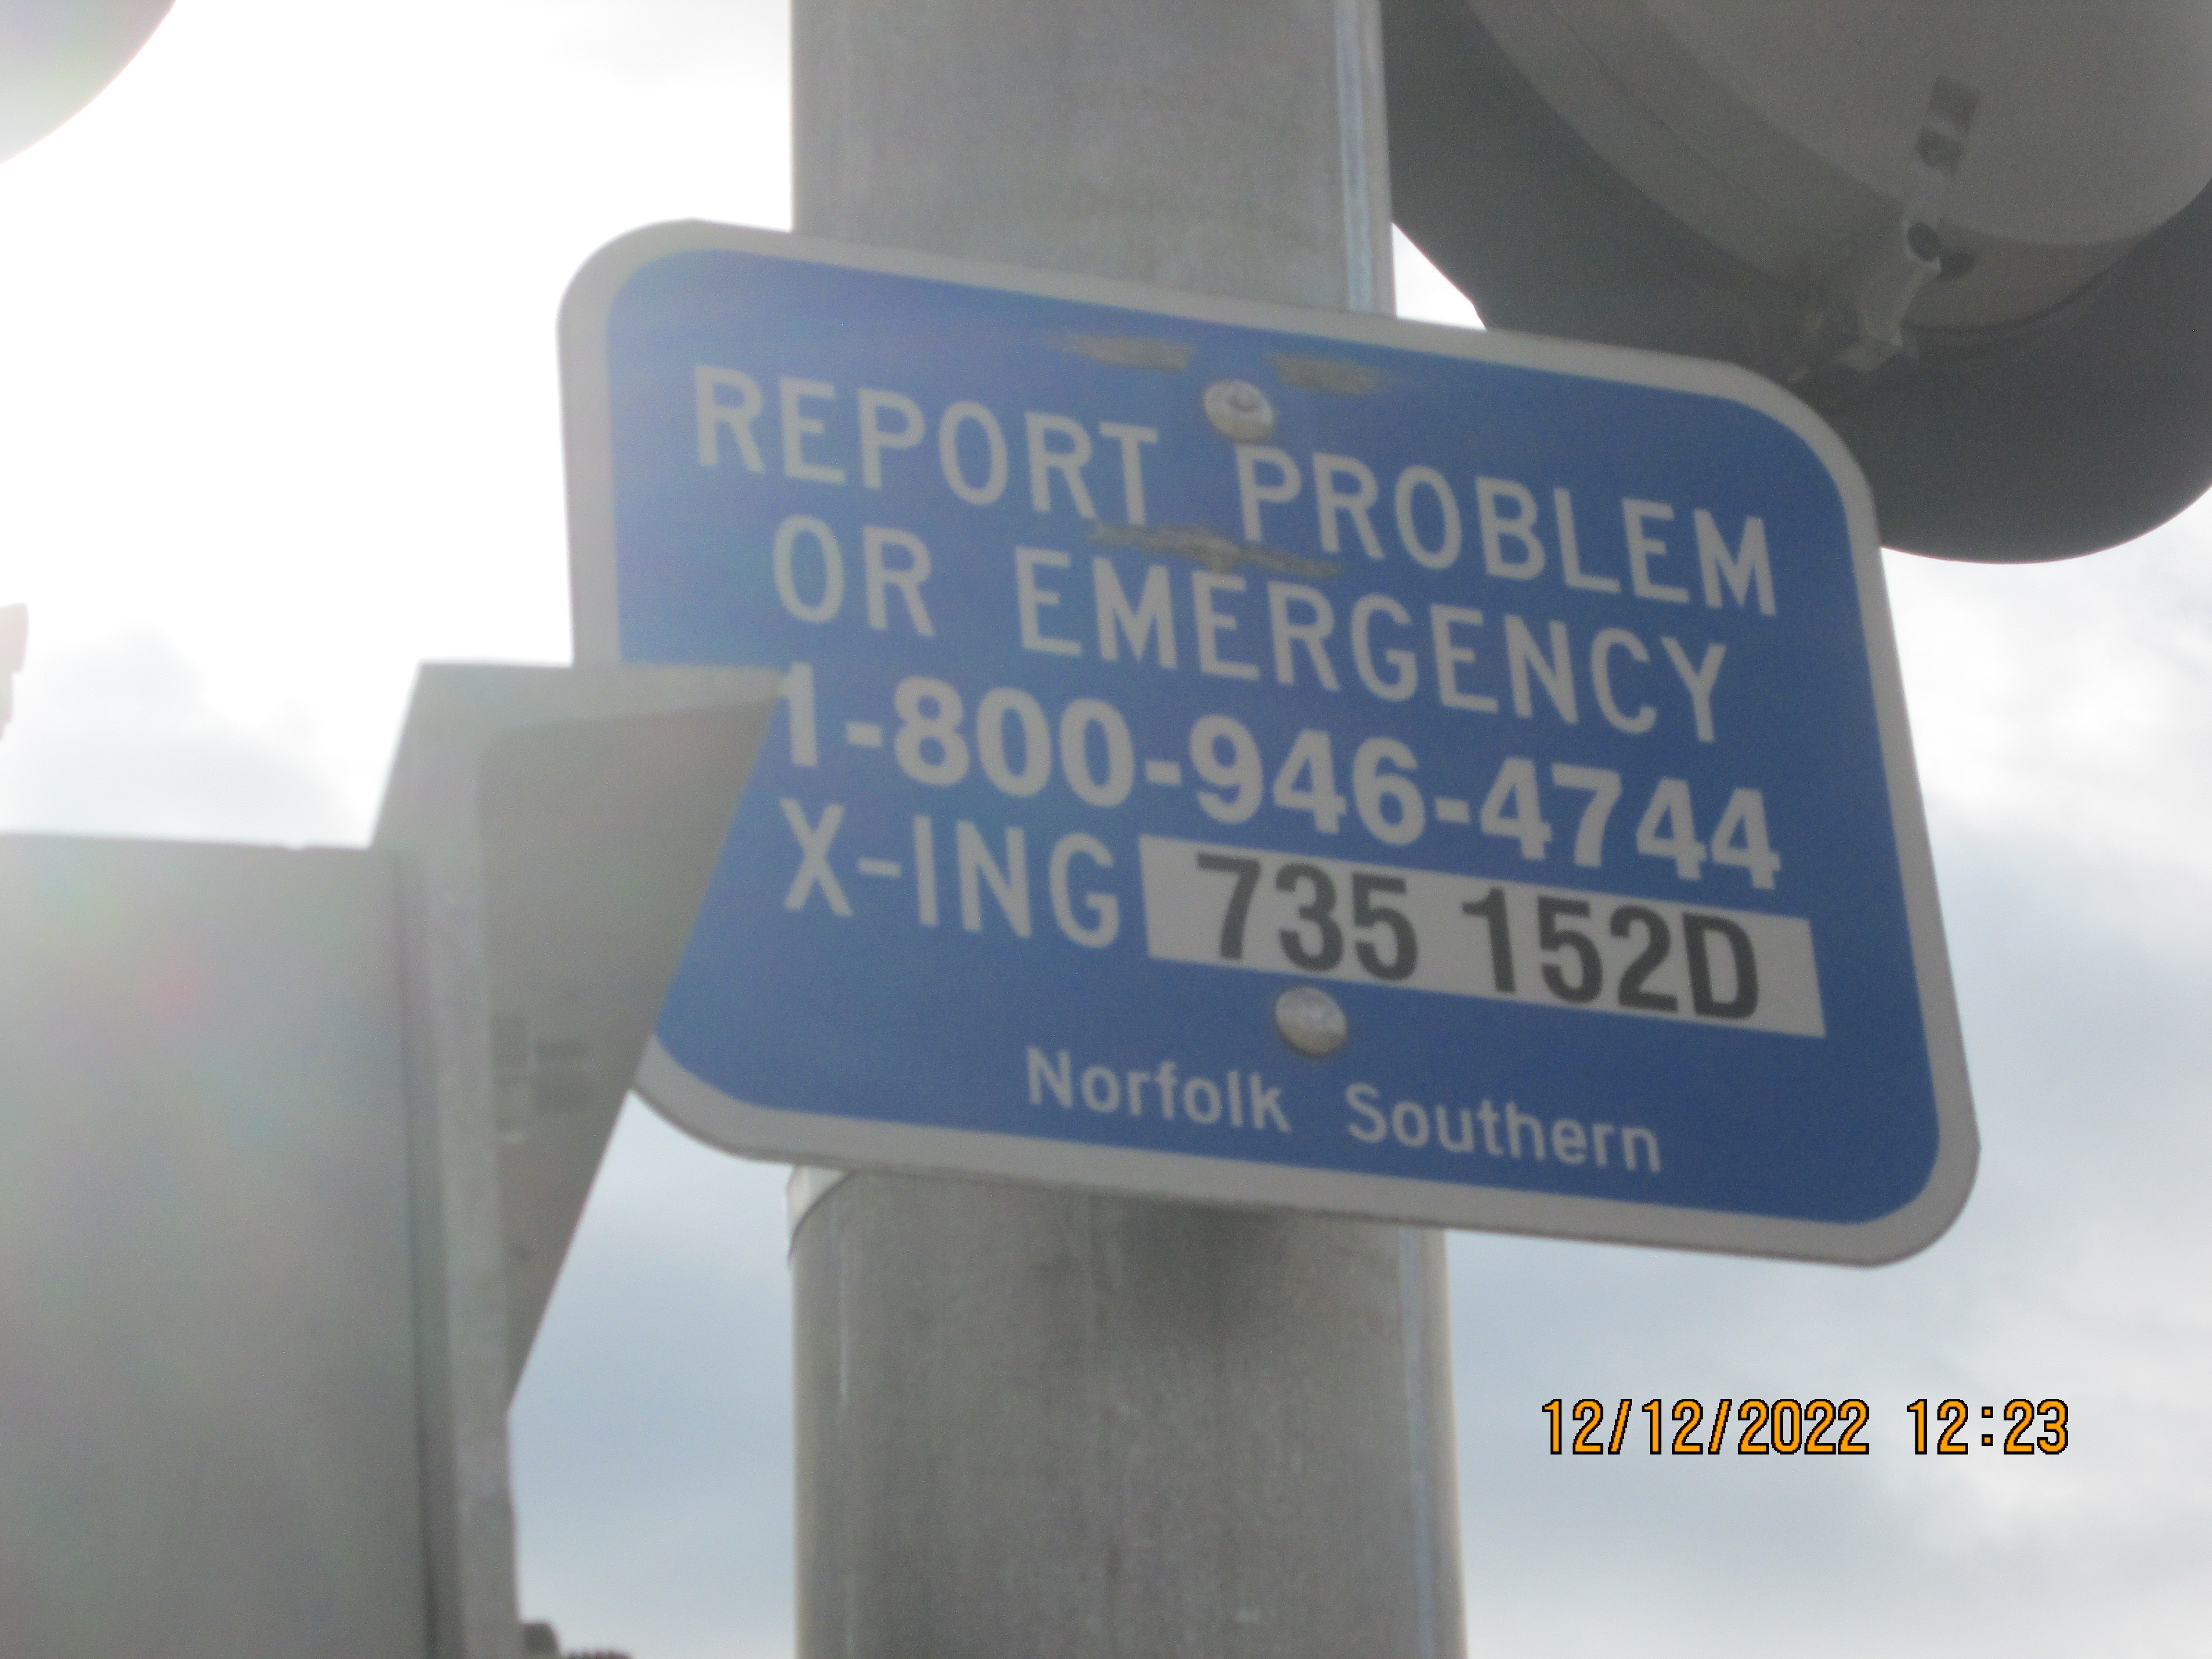 REPORT PROBLEM
OR EMERGENCY
1-800-946-4744
X-ING 735 152D
Norfolk Southern
12/12/2022 12:23